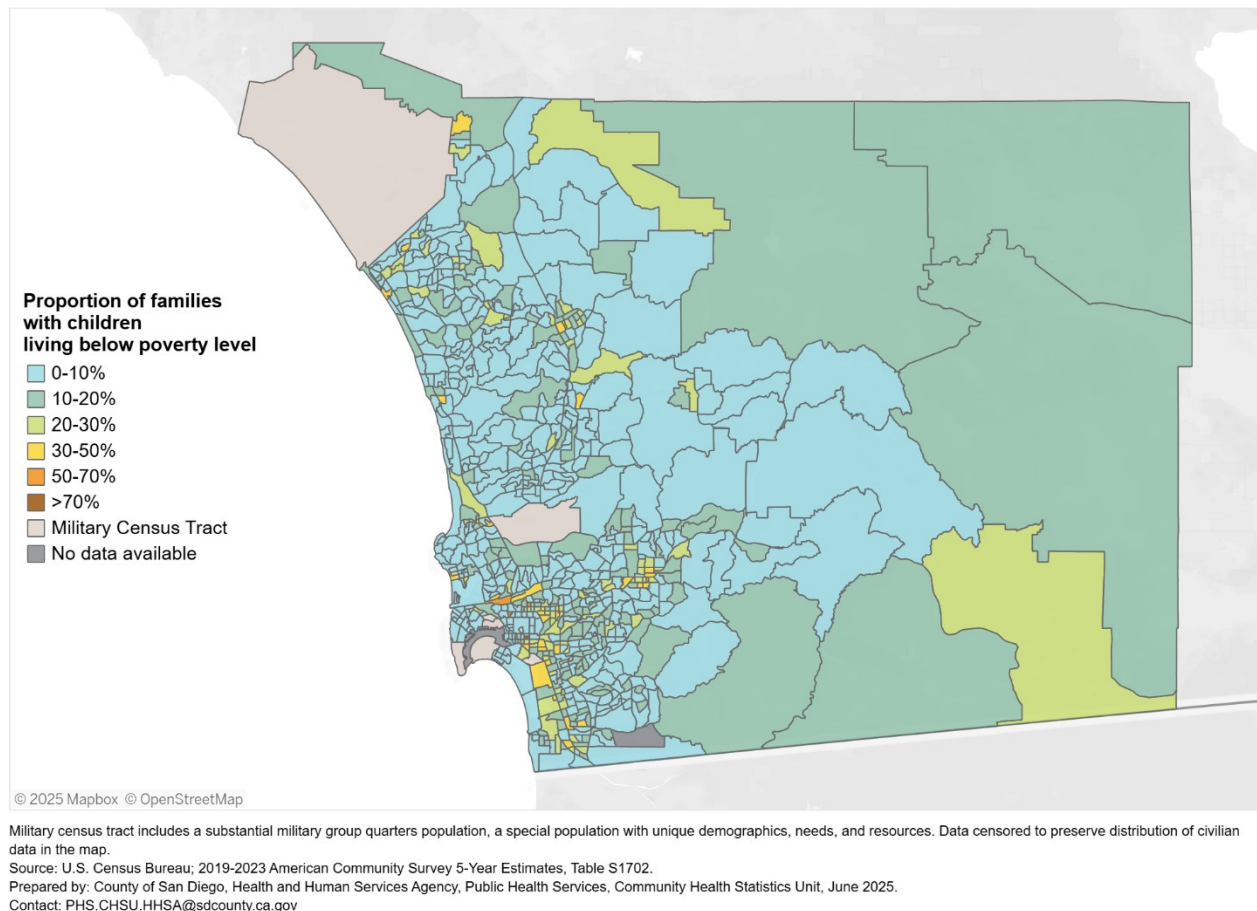 Proportion of families
with children
living below poverty level
0-10%
10-20%
20-30%
30-50%
50-70%
>70%
Military Census Tract
No data available
© 2025 Mapbox © OpenStreetMap
Military census tract includes a substantial military group quarters population, a special population with unique demographics, needs, and resources. Data censored to preserve distribution of civilian
data in the map.
Source: U.S. Census Bureau; 2019-2023 American Community Survey 5-Year Estimates, Table S1702.
Prepared by: County of San Diego, Health and Human Services Agency, Public Health Services, Community Health Statistics Unit, June 2025.
Contact: PHS.CHSU.HHSA@sdcounty.ca.gov